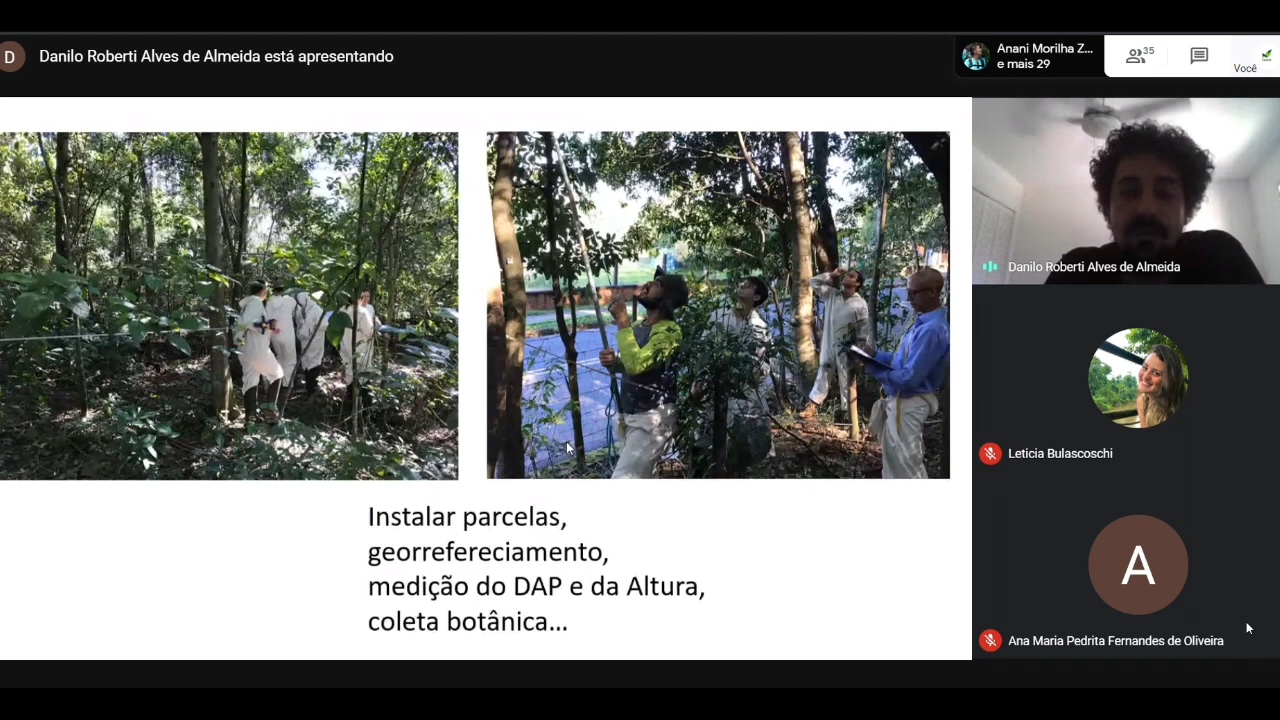 D
Danilo Roberti Alves de Almeida está apresentando
Anani Morilha Z...
e mais 29
35
Você
Danilo Roberti Alves de Almeida
Leticia Bulascoschi
A
Ana Maria Pedrita Fernandes de Oliveira
Instalar parcelas,
georrefereciamento,
medição do DAP e da Altura,
coleta botânica...